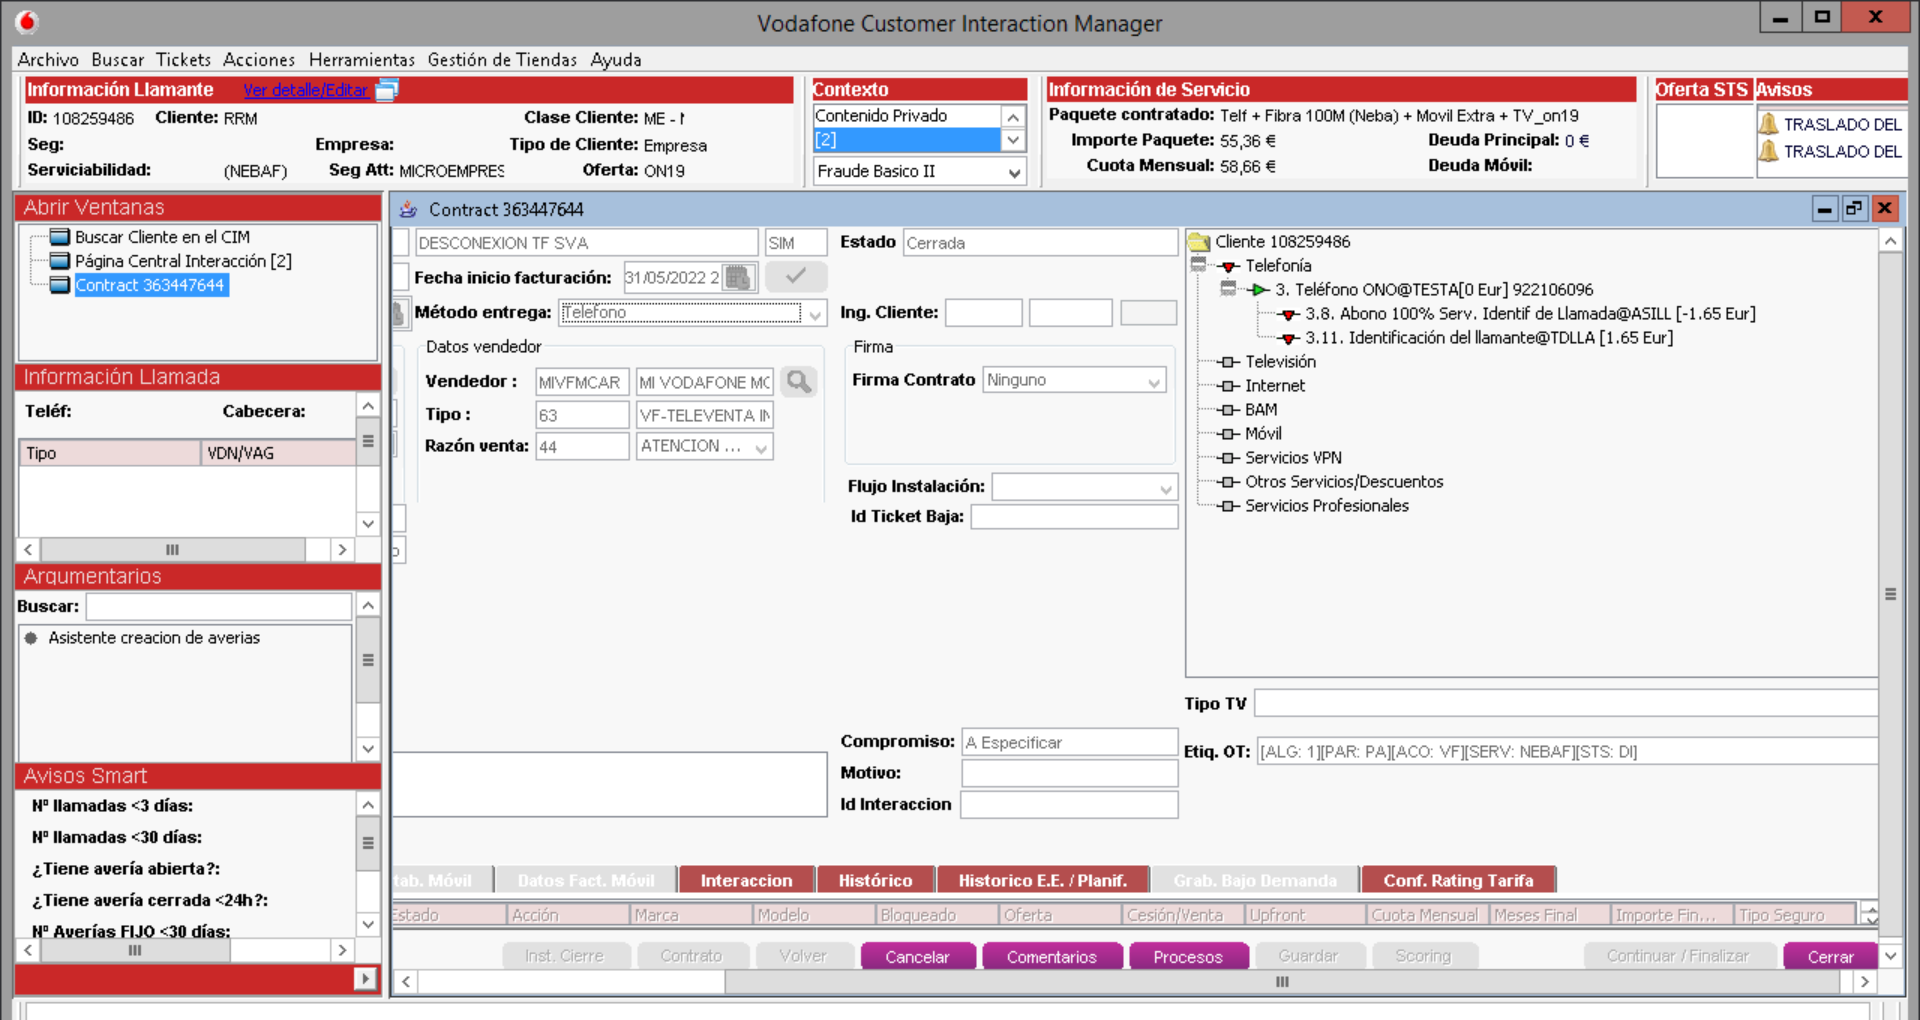 Vodafone Customer Interaction Manager
Archivo Buscar Tickets Acciones Herramientas Gestión de Tiendas Ayuda
Información Llamante Ver detalle/Editar
ID: 108259486 Cliente: RRM Clase Cliente: ME - I
Seg: Empresa: Tipo de Cliente: Empresa
Serviciabilidad: (NEBAF) Seg Att: MICROEMPRES Oferta: ON19
Contexto
Contenido Privado
[2]
Fraude Basico II
Información de Servicio
Paquete contratado: Telf + Fibra 100M (Neba) + Movil Extra + TV_on19
Importe Paquete: 55,36 € Deuda Principal: 0 €
Cuota Mensual: 58,66 € Deuda Móvil:
Oferta STS Avisos
TRASLADO DEL
TRASLADO DEL
Abrir Ventanas
Buscar Cliente en el CIM
Página Central Interacción [2]
Contract 363447644
Información Llamada
Teléf: Cabecera:
Tipo VDN/VAG
Argumentarios
Buscar:
Asistente creacion de averias
Avisos Smart
Nº llamadas <3 días:
Nº llamadas <30 días:
¿Tiene avería abierta?:
¿Tiene avería cerrada <24h?:
Nº Averías FIJO <30 días:
Contract 363447644
DESCONEXION TF SVA SIM Estado Cerrada
Fecha inicio facturación: 31/05/2022 2
Método entrega: Telefono Ing. Cliente:
Datos vendedor
Vendedor : MIVFMCAR MI VODAFONE MC
Tipo : 63 VF-TELEVENTA IN
Razón venta: 44 ATENCION ...
Firma
Firma Contrato Ninguno
Flujo Instalación:
Id Ticket Baja:
Cliente 108259486
Telefonía
3. Teléfono ONO@TESTA[0 Eur] 922106096
3.8. Abono 100% Serv. Identif de Llamada@ASILL [-1.65 Eur]
3.11. Identificación del llamante@TDLLA [1.65 Eur]
Televisión
Internet
BAM
Móvil
Servicios VPN
Otros Servicios/Descuentos
Servicios Profesionales
Tipo TV
Compromiso: A Especificar
Etiq. OT: [ALG: 1][PAR: PA][ACO: VF][SERV: NEBAF][STS: DI]
Motivo:
Id Interaccion
tab. Móvil Datos Fact. Móvil Interaccion Histórico Historico E.E. / Planif. Grab. Bajo Demanda Conf. Rating Tarifa
Estado Acción Marca Modelo Bloqueado Oferta Cesión/Venta Upfront Cuota Mensual Meses Final Importe Fin... Tipo Seguro
Inst. Cierre Contrato Volver Cancelar Comentarios Procesos Guardar Scoring Continuar / Finalizar Cerrar